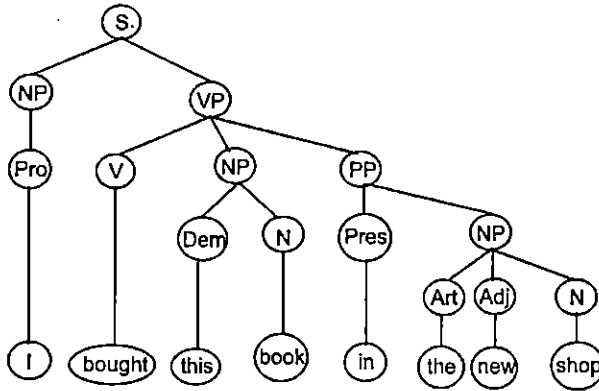 S.
NP VP
Pro V NP PP
Dem N Pres NP
Art Adj N
I bought this book in the new shop